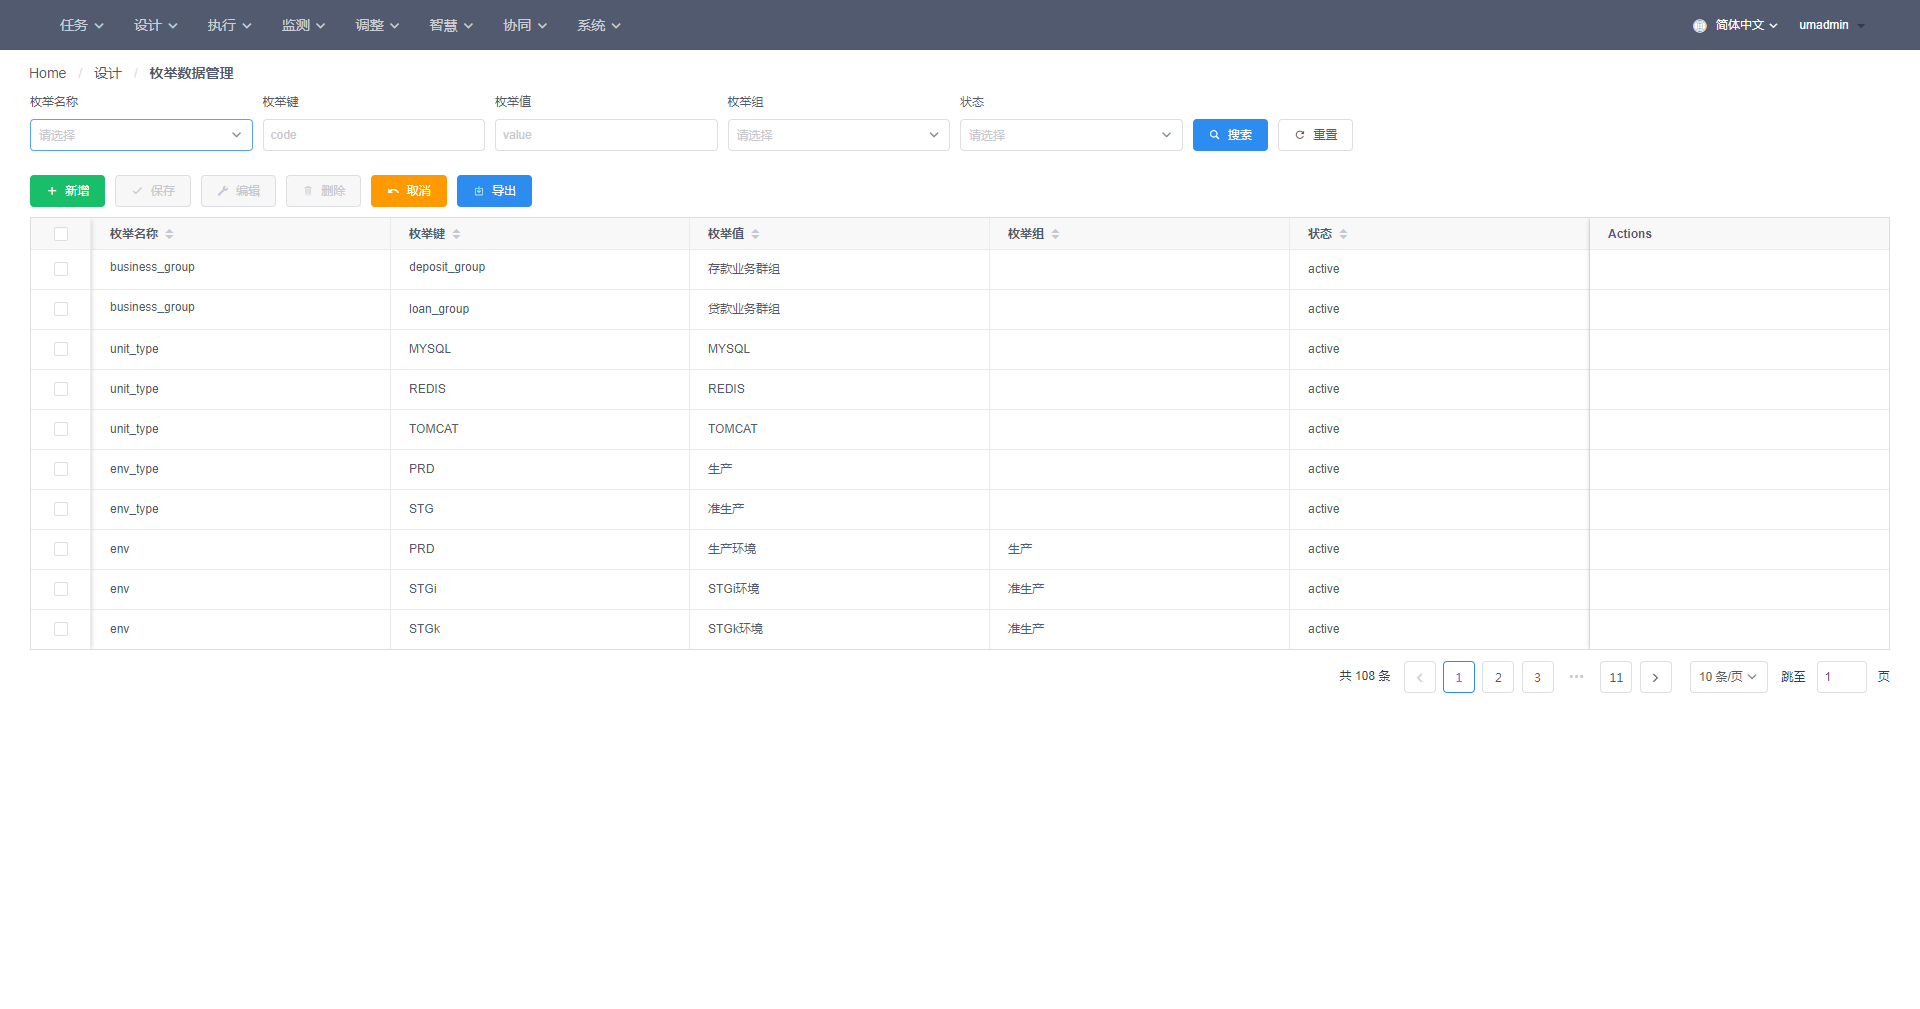 任务 设计 执行 监测 调整 智慧 协同 系统 简体中文 umadmin
Home / 设计 / 枚举数据管理
枚举名称 枚举键 枚举值 枚举组 状态
请选择 code value 请选择 请选择 搜索 重置
新增 保存 编辑 删除 取消 导出
枚举名称 枚举键 枚举值 枚举组 状态 Actions
business_group deposit_group 存款业务群组 active
business_group loan_group 贷款业务群组 active
unit_type MYSQL MYSQL active
unit_type REDIS REDIS active
unit_type TOMCAT TOMCAT active
env_type PRD 生产 active
env_type STG 准生产 active
env PRD 生产环境 生产 active
env STGi STGi环境 准生产 active
env STGk STGk环境 准生产 active
共 108 条 1 2 3 ••• 11 10 条/页 跳至 1 页